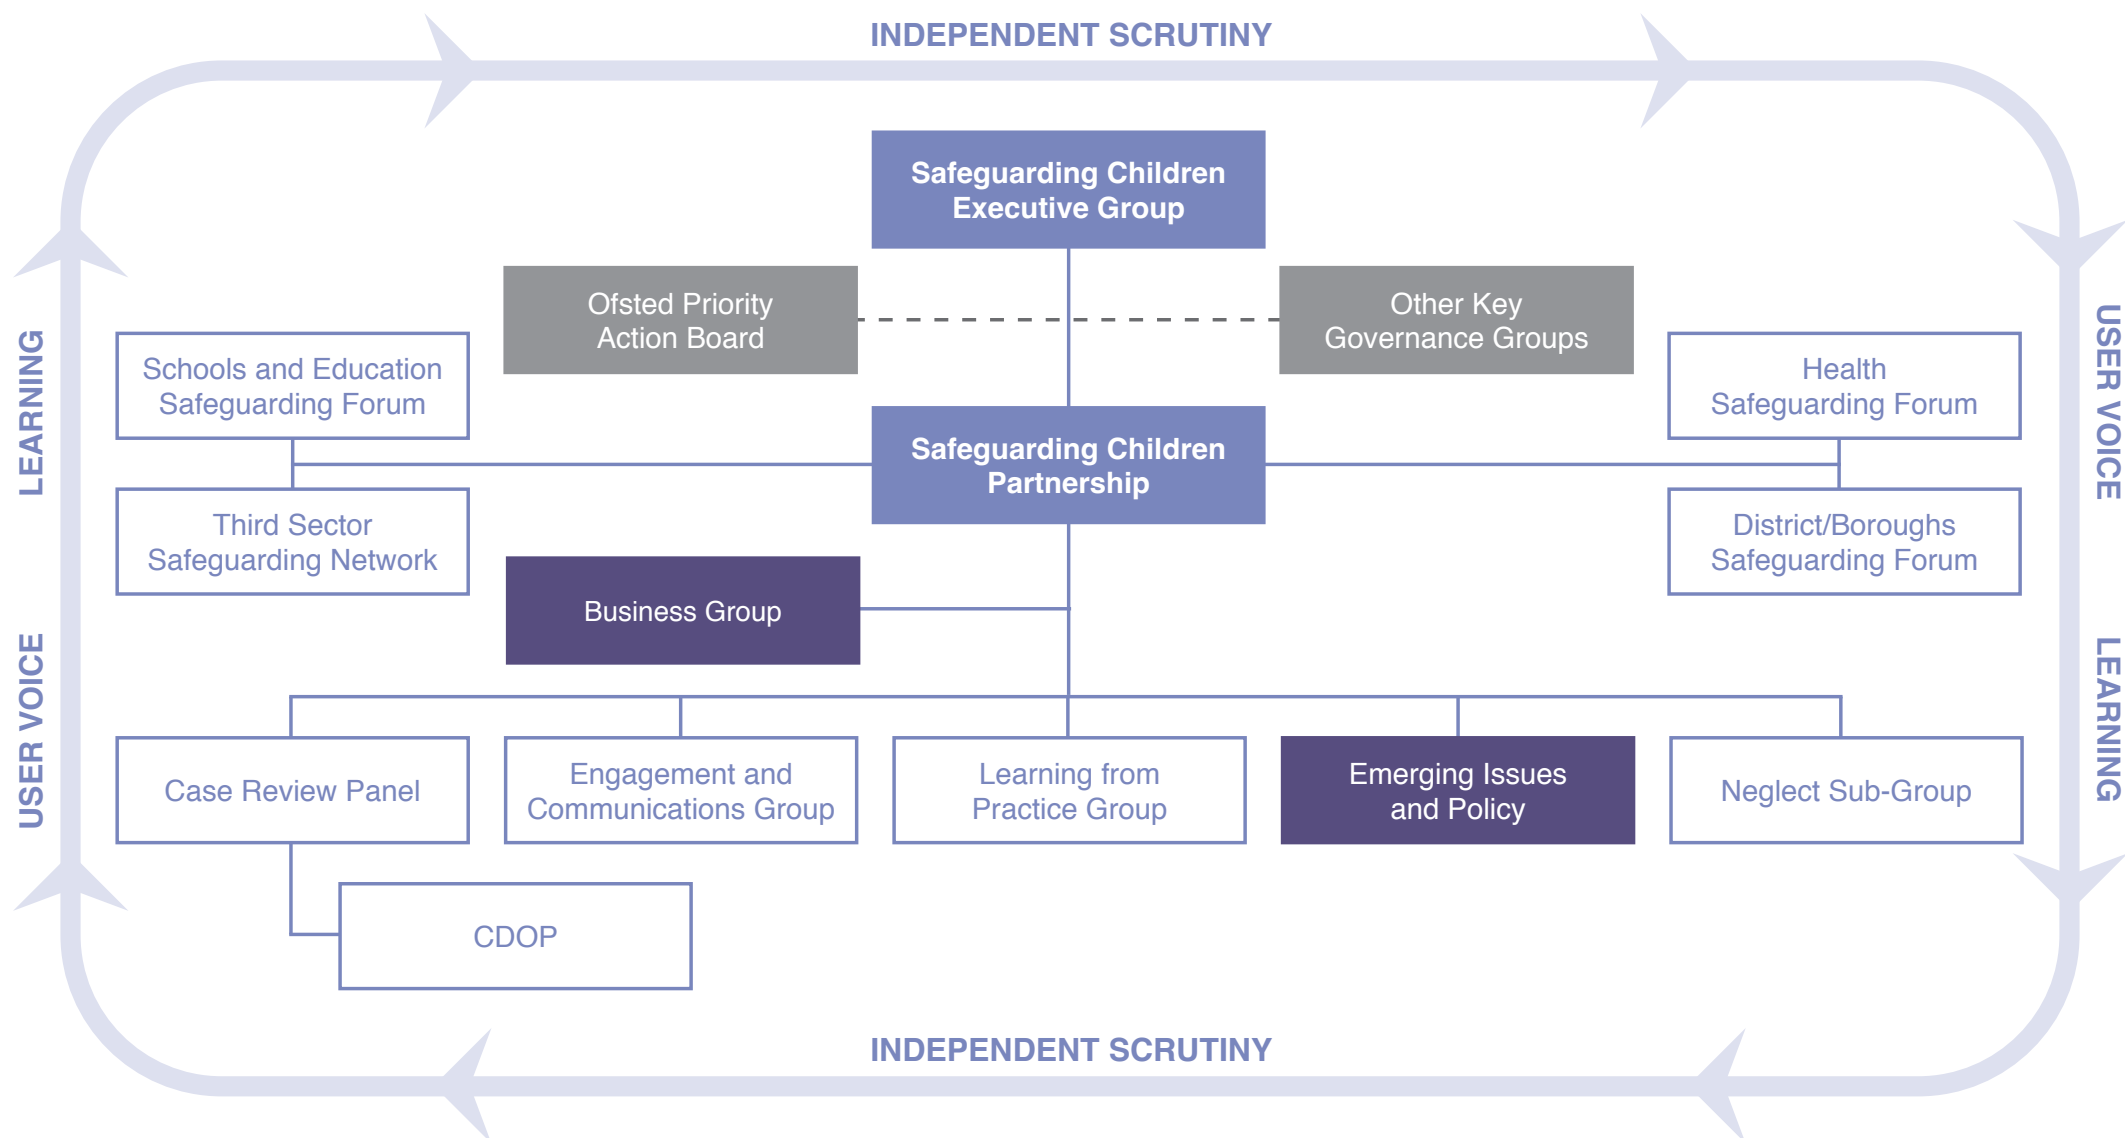 INDEPENDENT SCRUTINY
Safeguarding Children
Executive Group
Ofsted Priority
Action Board
Other Key
Governance Groups
LEARNING
Schools and Education
Safeguarding Forum
Health
Safeguarding Forum
USER VOICE
Safeguarding Children
Partnership
Third Sector
Safeguarding Network
District/Boroughs
Safeguarding Forum
Business Group
USER VOICE
LEARNING
Case Review Panel
Engagement and
Communications Group
Learning from
Practice Group
Emerging Issues
and Policy
Neglect Sub-Group
CDOP
INDEPENDENT SCRUTINY